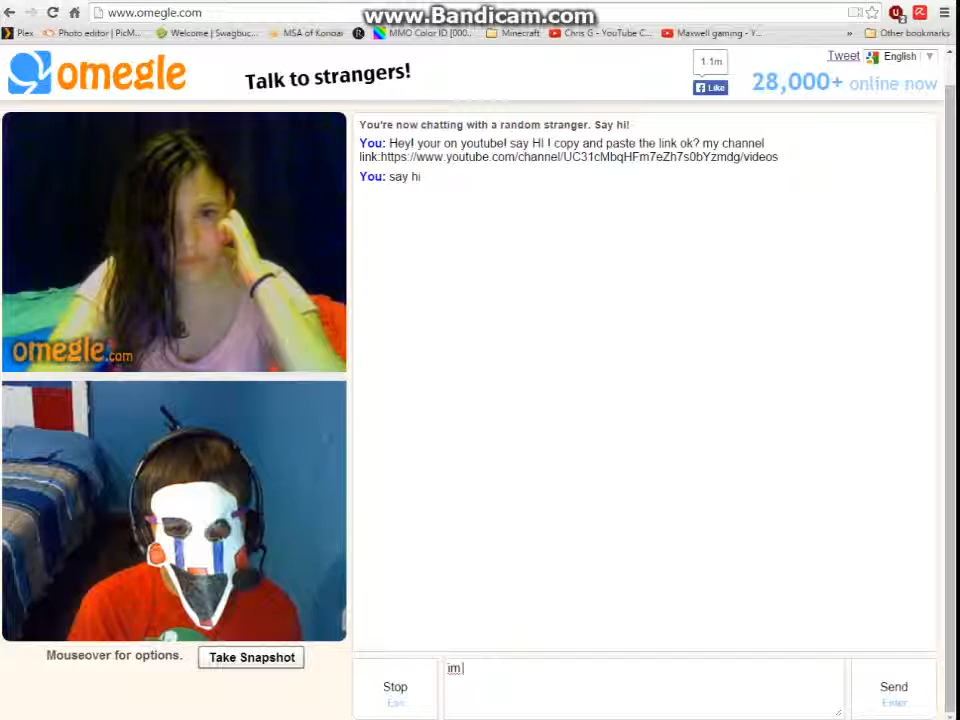 www.Bandicam.com
www.omegle.com
Plex Photo editor | PicM... Welcome | Swagbuc... MSA of Konoar MMO Color ID [000... Minecraft Chris G - YouTube C... Maxwell gaming - Y... » Other bookmarks
omegle Talk to strangers! 1.1m Like Tweet English 28,000+ online now
You're now chatting with a random stranger. Say hi!
You: Hey! your on youtube! say HI I copy and paste the link ok? my channel
link:https://www.youtube.com/channel/UC31cMbqHFm7eZh7s0bYzmdg/videos
You: say hi
omegle.com
Mouseover for options. Take Snapshot
im
Stop
Esc
Send
Enter